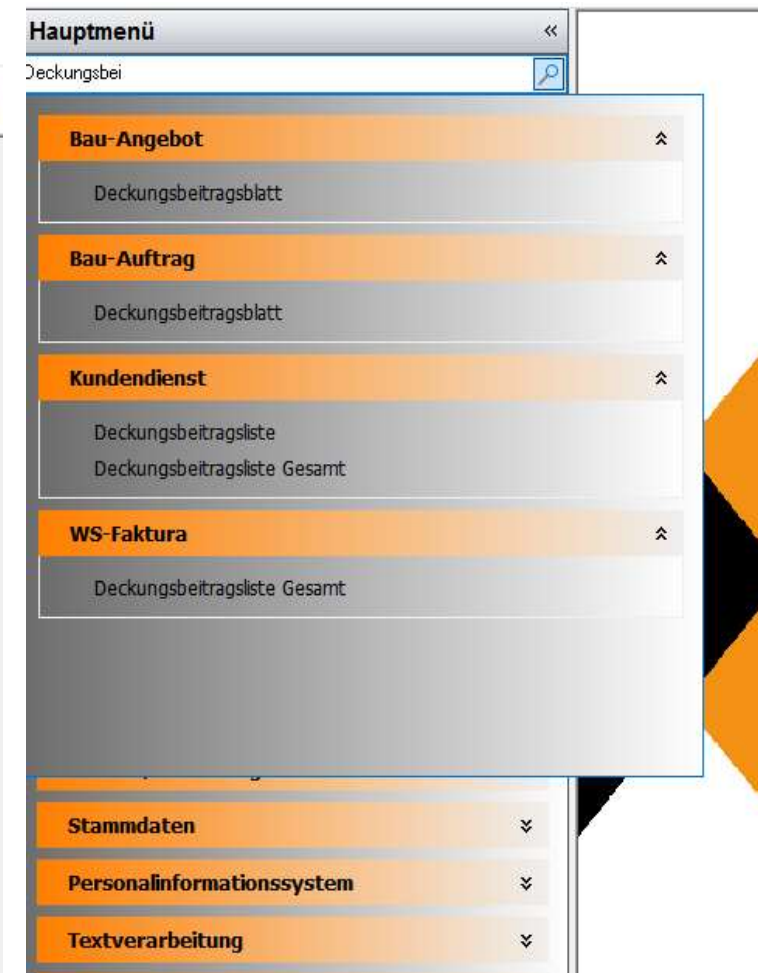 Hauptmenü
Deckungsbei
Bau-Angebot
Deckungsbeitragsblatt
Bau-Auftrag
Deckungsbeitragsblatt
Kundendienst
Deckungsbeitragsliste
Deckungsbeitragsliste Gesamt
WS-Faktura
Deckungsbeitragsliste Gesamt
Stammdaten
Personalinformationssystem
Textverarbeitung